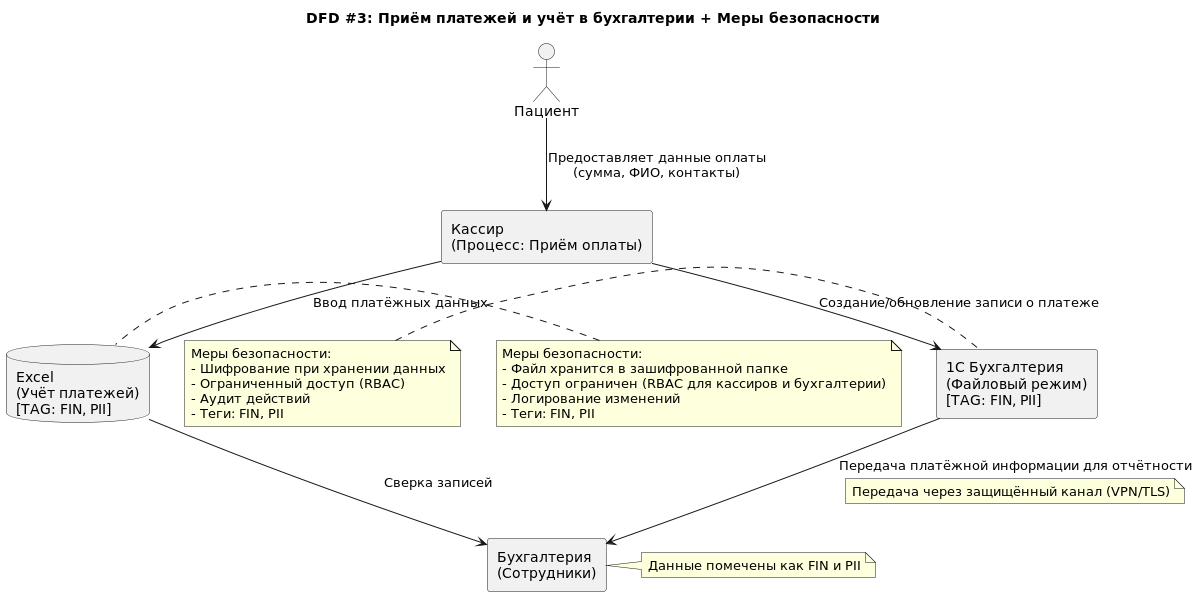 DFD #3: Приём платежей и учёт в бухгалтерии + Меры безопасности
Пациент
Предоставляет данные оплаты
(сумма, ФИО, контакты)
Кассир
(Процесс: Приём оплаты)
Ввод платёжных данных
Создание/обновление записи о платеже
Excel
(Учёт платежей)
[TAG: FIN, PII]
Меры безопасности:
- Шифрование при хранении данных
- Ограниченный доступ (RBAC)
- Аудит действий
- Теги: FIN, PII
Меры безопасности:
- Файл хранится в зашифрованной папке
- Доступ ограничен (RBAC для кассиров и бухгалтерии)
- Логирование изменений
- Теги: FIN, PII
1С Бухгалтерия
(Файловый режим)
[TAG: FIN, PII]
Сверка записей
Передача платёжной информации для отчётности
Передача через защищённый канал (VPN/TLS)
Бухгалтерия
(Сотрудники)
Данные помечены как FIN и PII